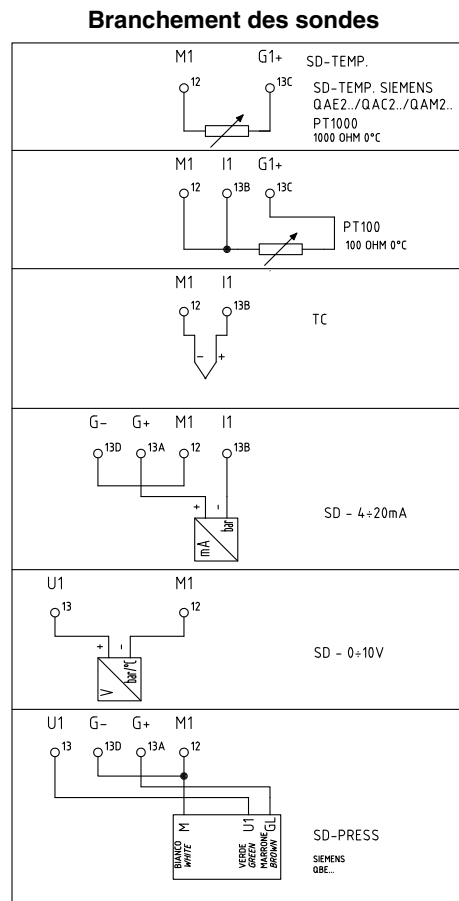 Branchement des sondes
M1 G1+ SD-TEMP.
12 13C SD-TEMP. SIEMENS
QAE2../QAC2../QAM2..
PT1000
1000 OHM 0°C
M1 I1 G1+
12 13B 13C
PT100
100 OHM 0°C
M1 I1
12 13B
TC
- +
G- G+ M1 I1
13D 13A 12 13B
+ -
mA bar
SD - 4÷20mA
U1 M1
13 12
+ -
V bar/°C
SD - 0÷10V
U1 G- G+ M1
13 13D 13A 12
M U1 GL
BIANCO VERDE MARRONE
WHITE GREEN BROWN
SD-PRESS
SIEMENS
QBE...